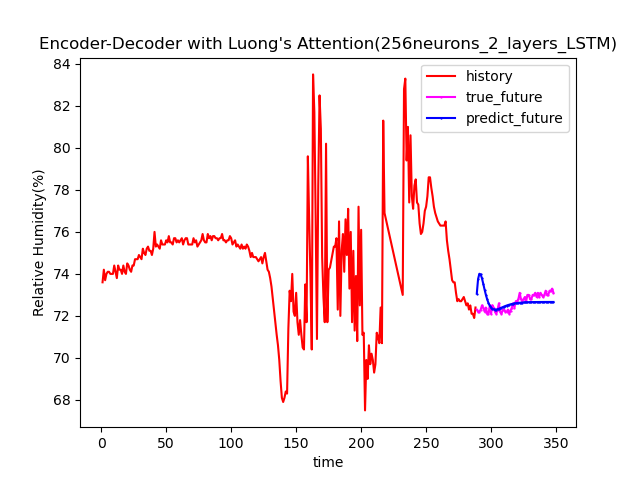 Encoder-Decoder with Luong's Attention(256neurons_2_layers_LSTM)
history
true_future
predict_future
84
82
80
78
76
74
72
70
68
Relative Humidity(%)
0 50 100 150 200 250 300 350
time